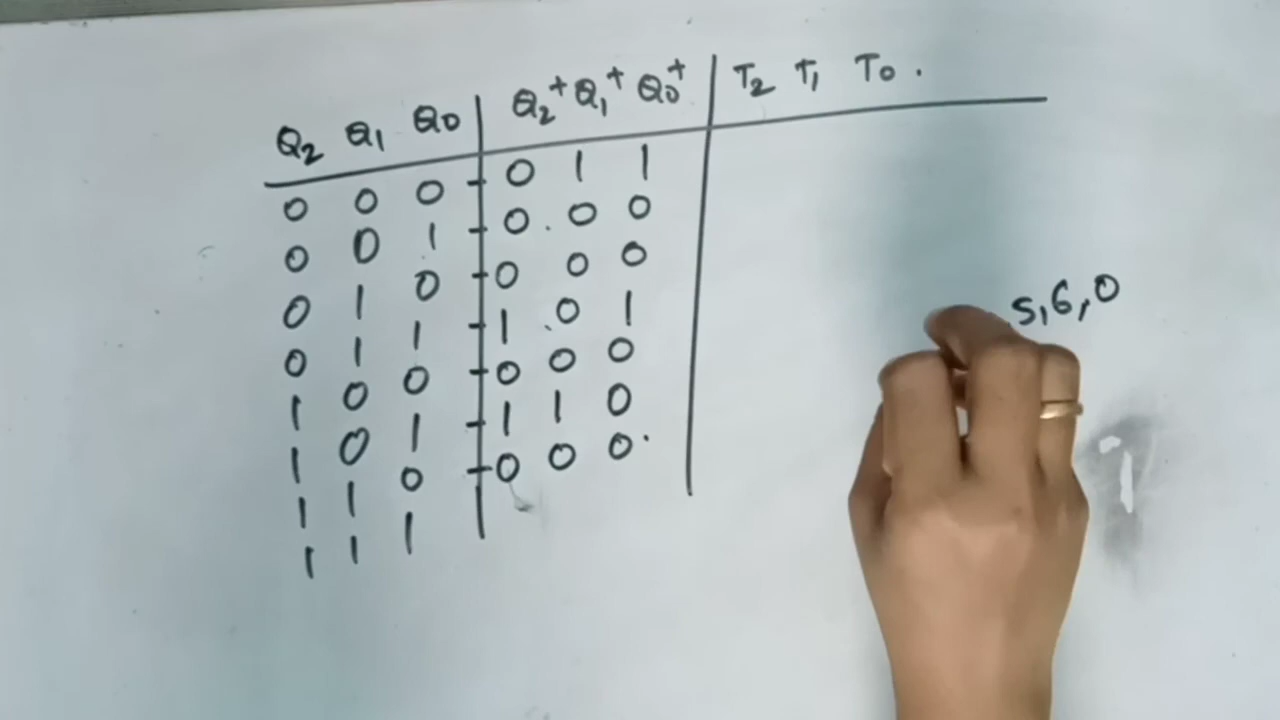 Q2 Q1 Q0 Q2+ Q1+ Q0+ T2 T1 T0.
0 0 0 0 1 1
0 0 1 0 0 0
0 1 0 0 0 0
0 1 1 1 0 1
1 0 0 0 0 0
1 0 1 1 1 0
1 1 0 0 0 0
1 1 1
5,6,0